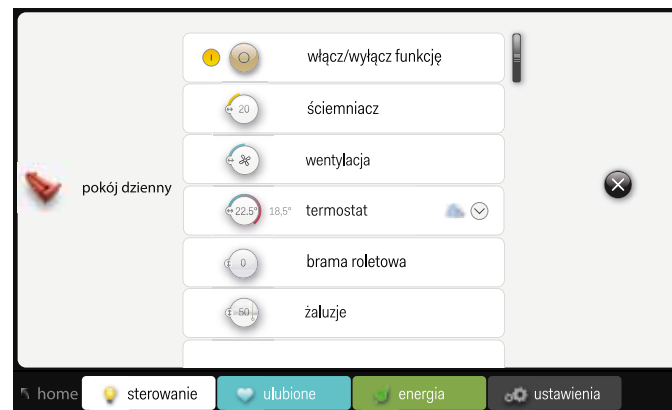 włącz/wyłącz funkcję
20 ściemniacz
wentylacja
pokój dzienny
22.5° 18,5° termostat
0 brama roletowa
50 żaluzje
home sterowanie ulubione energia ustawienia